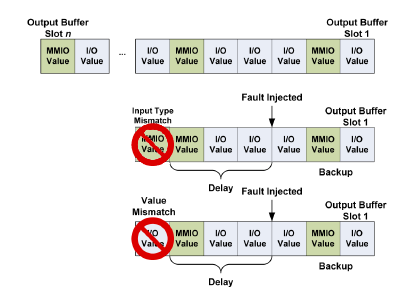 Output Buffer Output Buffer
Slot n Slot 1
MMIO I/O ... I/O MMIO I/O I/O I/O MMIO I/O
Value Value Value Value Value Value Value Value Value
Fault Injected
Input Type Output Buffer
Mismatch Slot 1
MMIO MMIO I/O I/O I/O MMIO I/O
Value Value Value Value Value Value Value
Delay Backup
Value Fault Injected
Mismatch Output Buffer
Slot 1
I/O MMIO I/O I/O I/O MMIO I/O
Value Value Value Value Value Value Value
Delay Backup